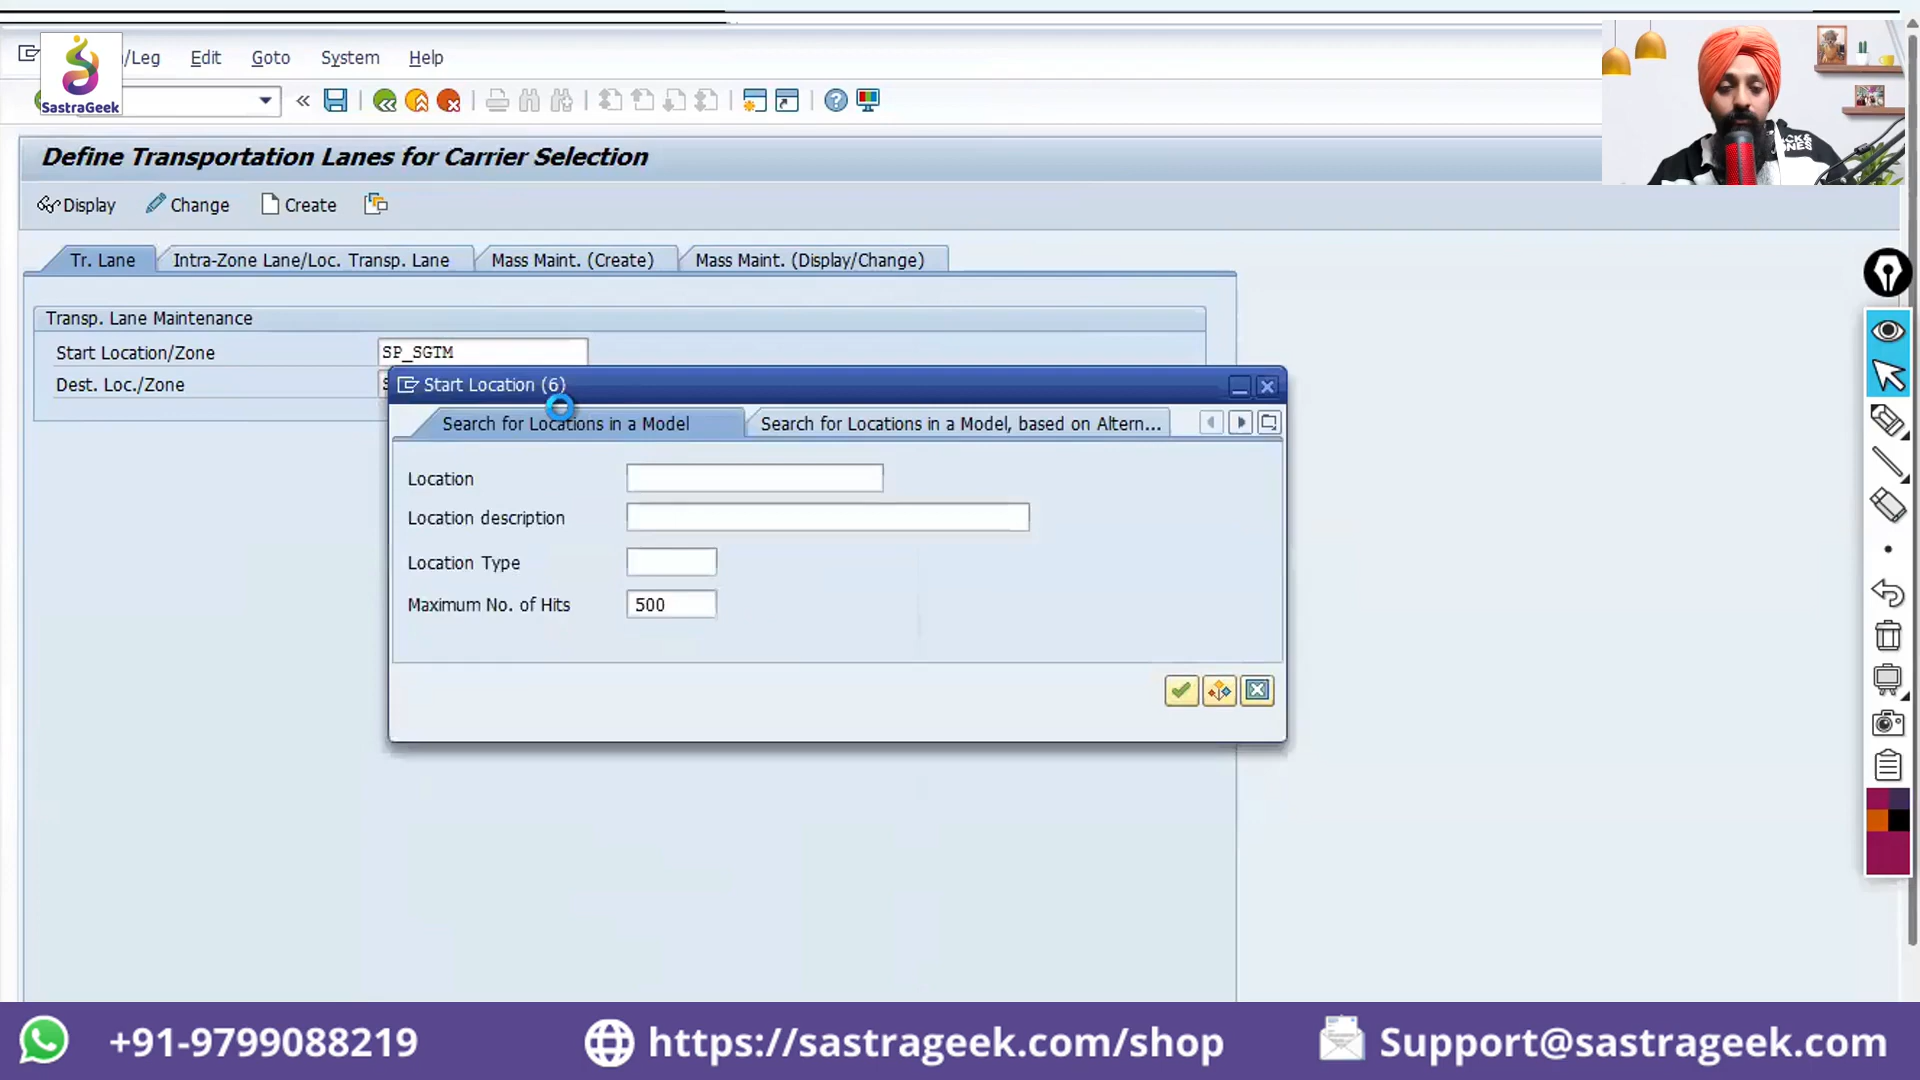 /Leg Edit Goto System Help
SastraGeek
Define Transportation Lanes for Carrier Selection
Display Change Create
Tr. Lane Intra-Zone Lane/Loc. Transp. Lane Mass Maint. (Create) Mass Maint. (Display/Change)
Transp. Lane Maintenance
Start Location/Zone SP_SGTM
Dest. Loc./Zone
Start Location (6)
Search for Locations in a Model Search for Locations in a Model, based on Altern...
Location
Location description
Location Type
Maximum No. of Hits 500
+91-9799088219 https://sastrageek.com/shop Support@sastrageek.com